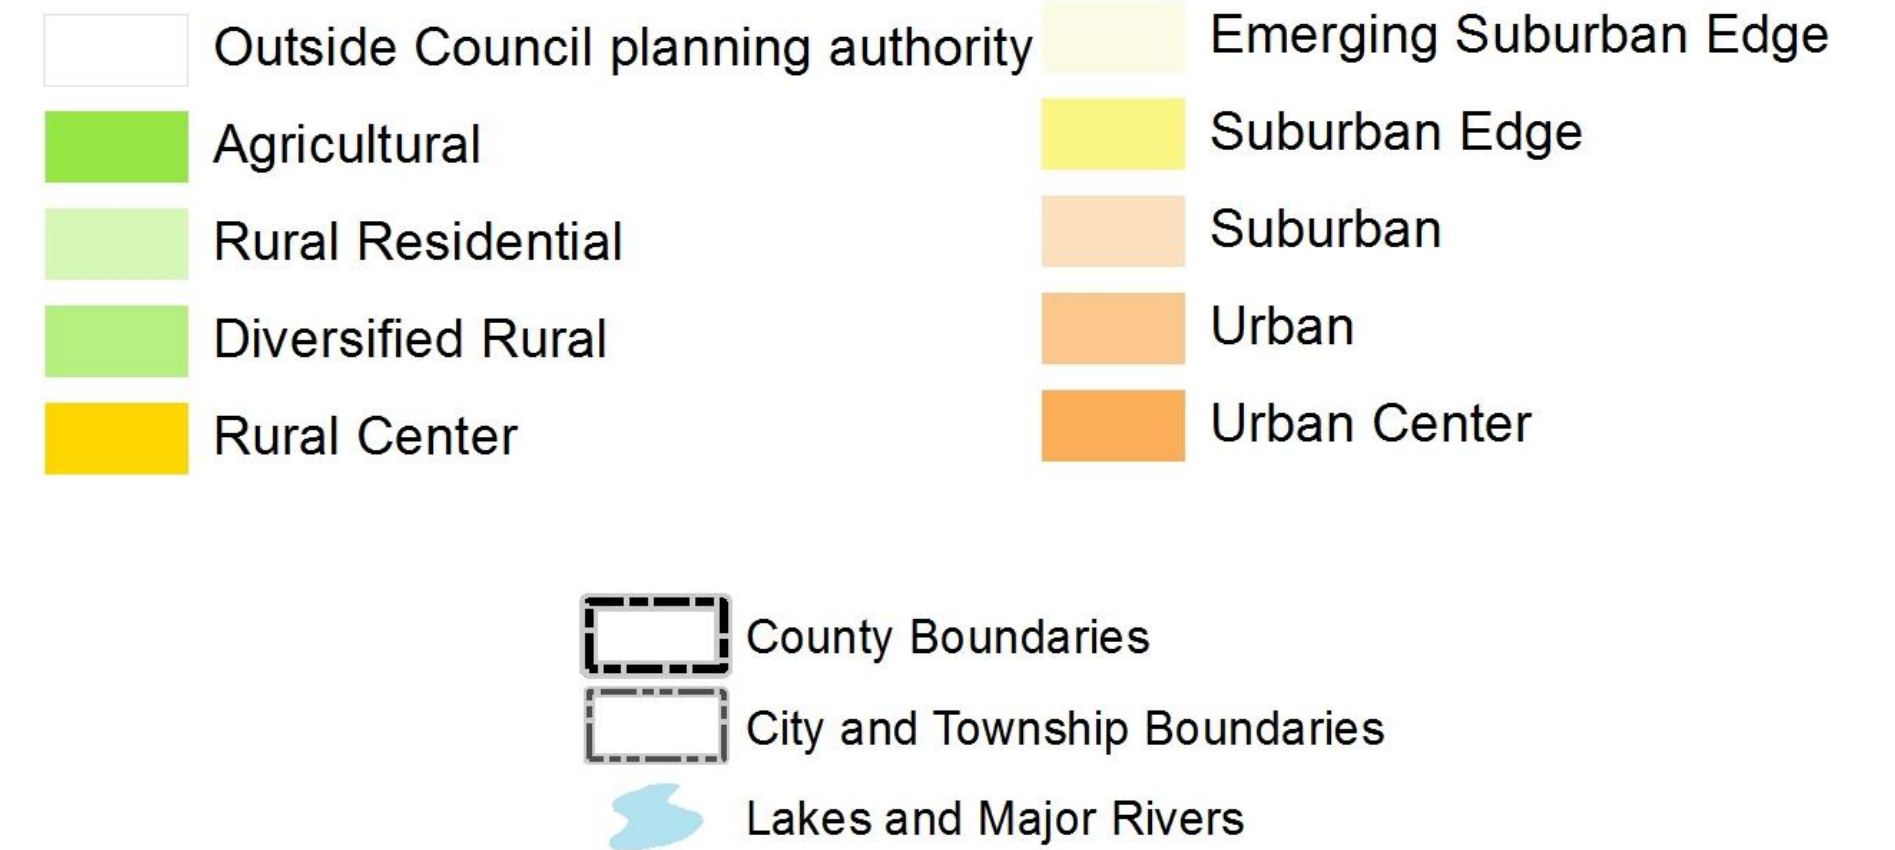 Outside Council planning authority
Agricultural
Rural Residential
Diversified Rural
Rural Center
Emerging Suburban Edge
Suburban Edge
Suburban
Urban
Urban Center
County Boundaries
City and Township Boundaries
Lakes and Major Rivers